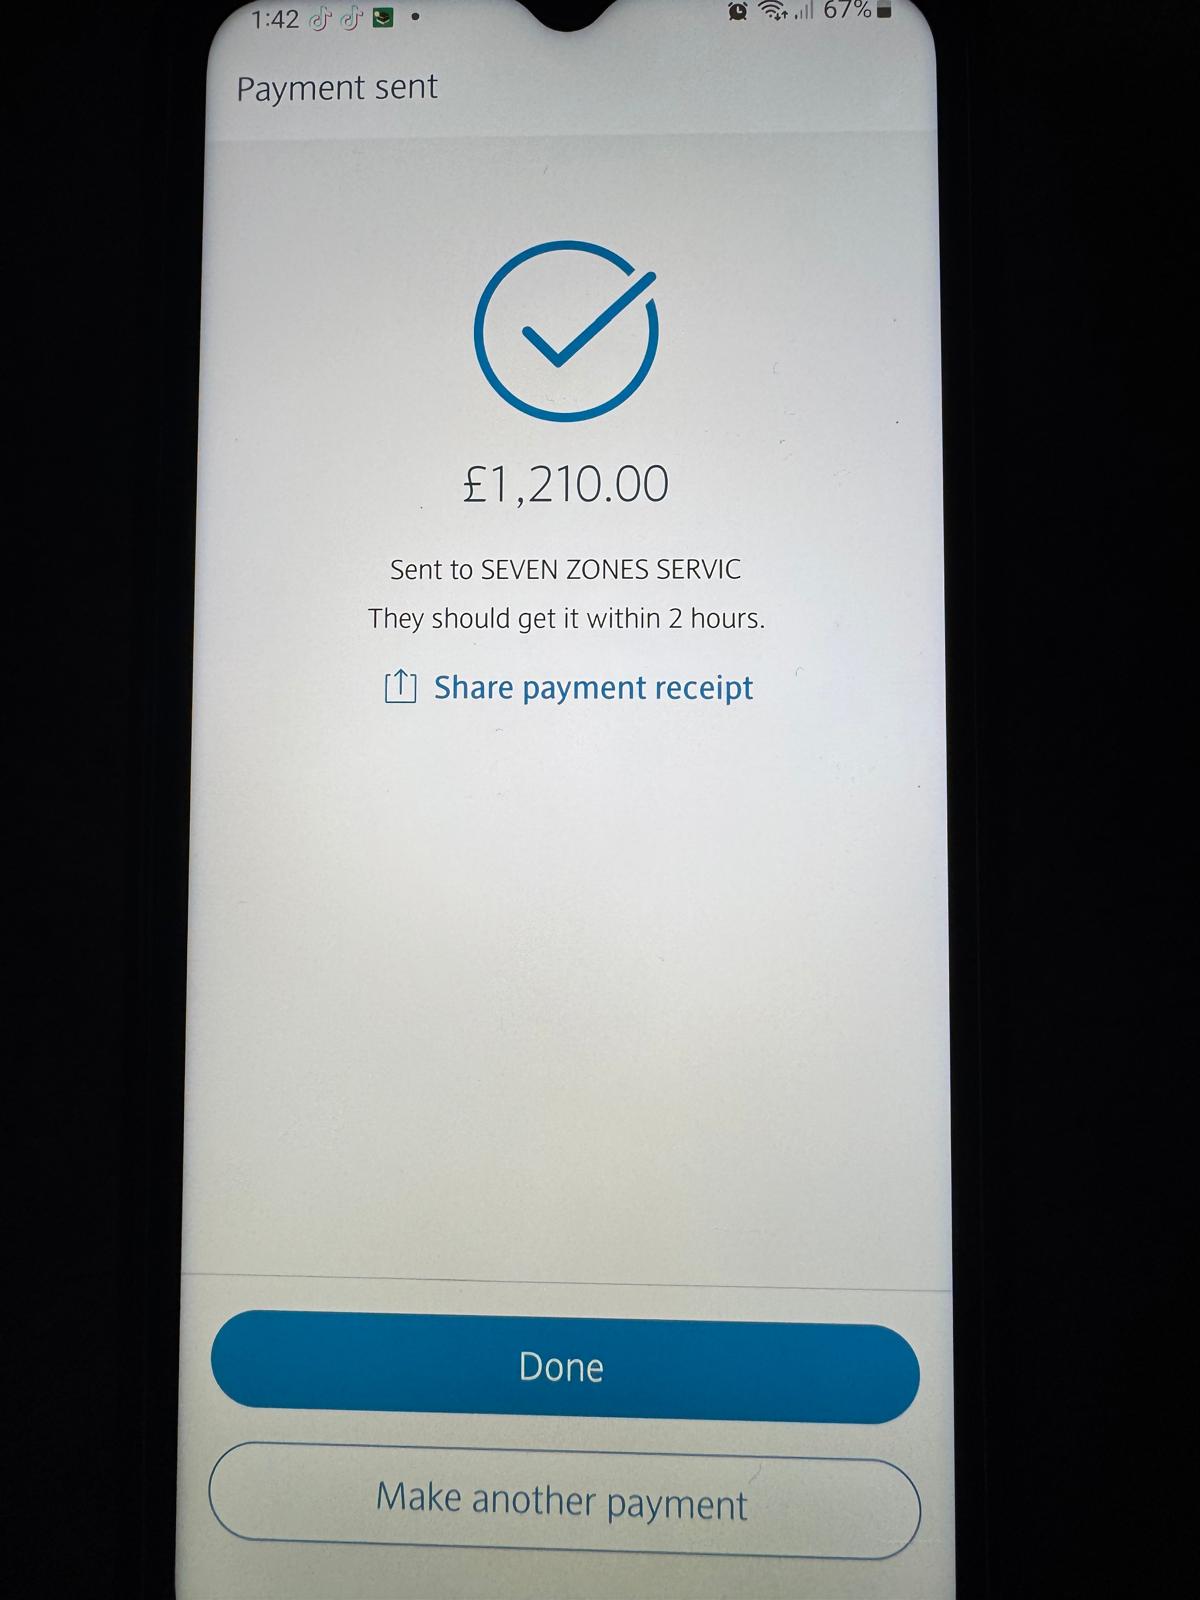 1:42
67%
Payment sent
£1,210.00
Sent to SEVEN ZONES SERVIC
They should get it within 2 hours.
Share payment receipt
Done
Make another payment